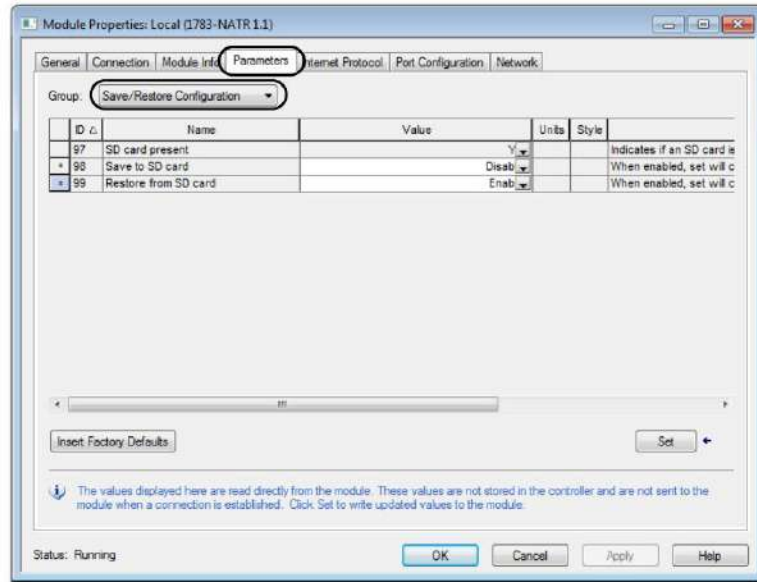 Module Properties: Local (1783-NATR 1.1)
General Connection Module Info Parameters Internet Protocol Port Configuration Network
Group: Save/Restore Configuration
ID Name Value Units Style
97 SD card present Y Indicates if an SD card is
* 98 Save to SD card Disab When enabled, set will c
* 99 Restore from SD card Enab When enabled, set will c
Insert Factory Defaults Set
The values displayed here are read directly from the module. These values are not stored in the controller and are not sent to the
module when a connection is established. Click Set to write updated values to the module.
Status: Running OK Cancel Apply Help